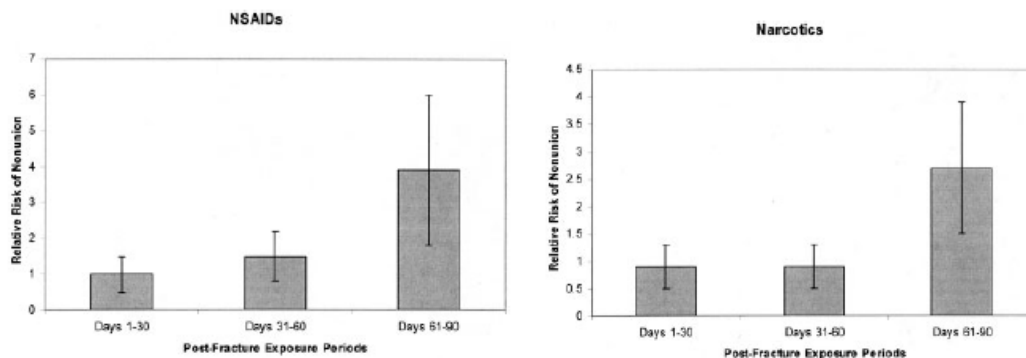 NSAIDs
Relative Risk of Nonunion
7
6
5
4
3
2
1
0
Days 1-30 Days 31-60 Days 61-90
Post-Fracture Exposure Periods
Narcotics
Relative Risk of Nonunion
4.5
4
3.5
3
2.5
2
1.5
1
0.5
0
Days 1-30 Days 31-60 Days 61-90
Post-Fracture Exposure Periods